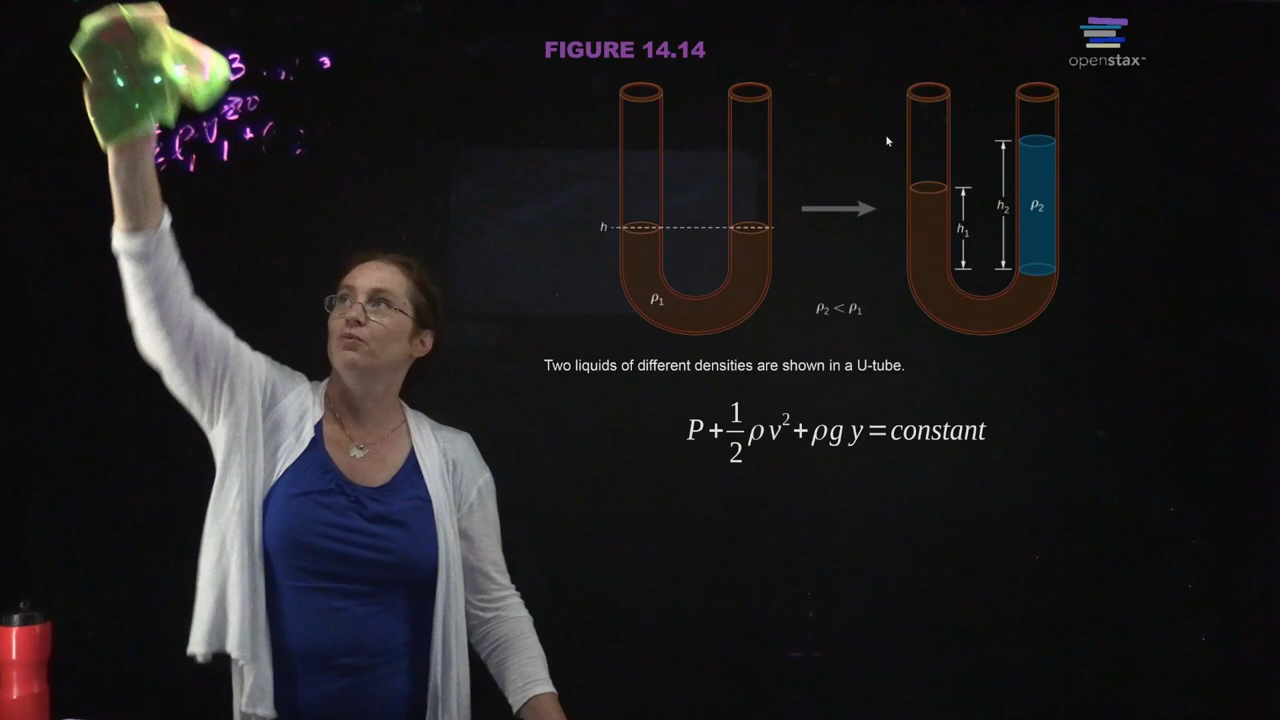 FIGURE 14.14
openstax™
h
ρ₁
ρ₂ < ρ₁
h₁
h₂
ρ₂
Two liquids of different densities are shown in a U-tube.
P + 1/2 ρ v² + ρ g y = constant